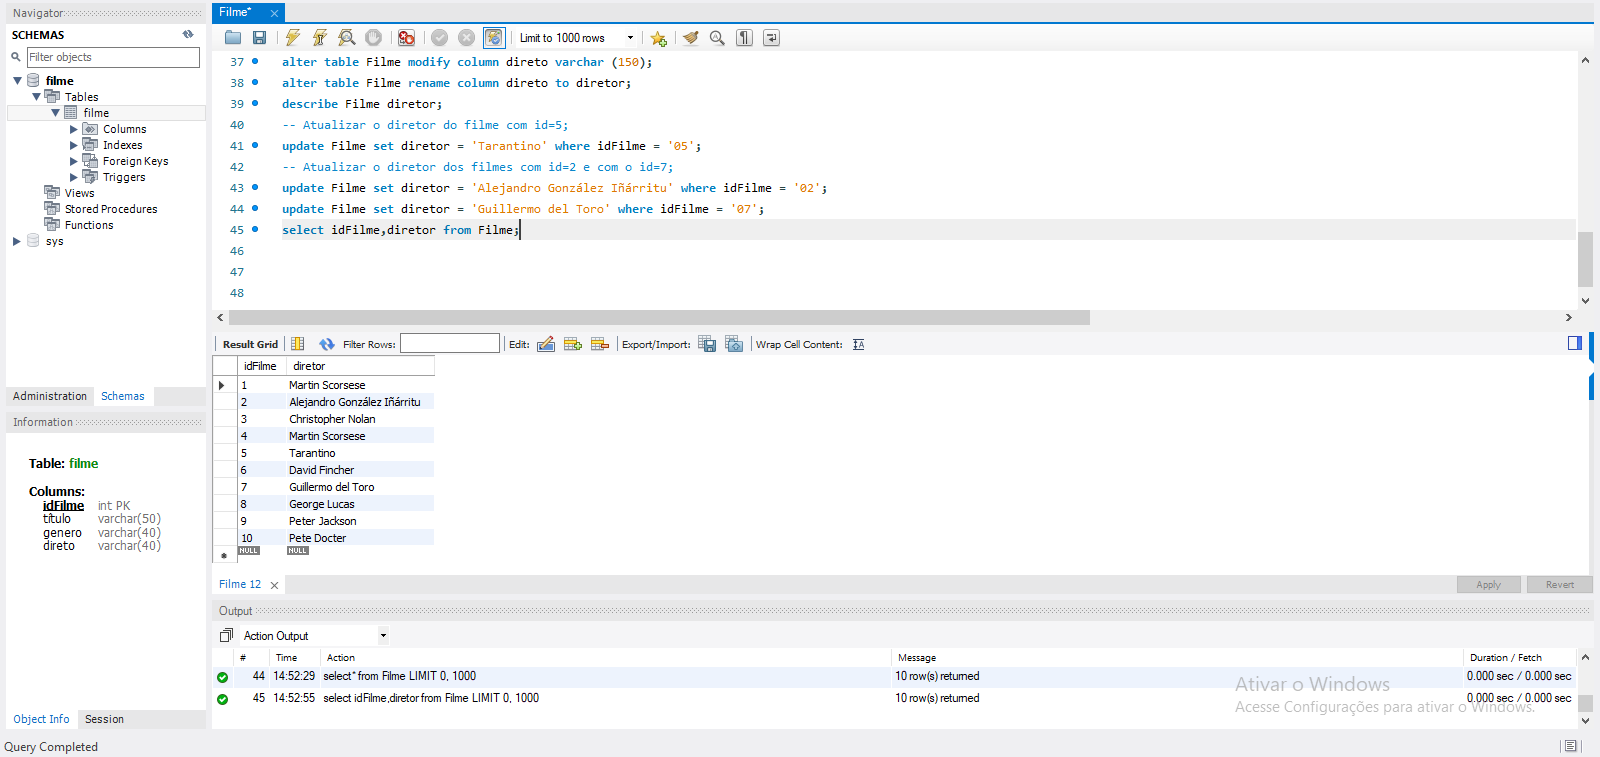 Navigator
SCHEMAS
Filter objects
filme
Tables
filme
Columns
Indexes
Foreign Keys
Triggers
Views
Stored Procedures
Functions
sys
Administration Schemas
Information
Table: filme
Columns:
idFilme int PK
título varchar(50)
genero varchar(40)
direto varchar(40)
Object Info Session
Query Completed
Filme*
Limit to 1000 rows
37 alter table Filme modify column direto varchar (150);
38 alter table Filme rename column direto to diretor;
39 describe Filme diretor;
40 -- Atualizar o diretor do filme com id=5;
41 update Filme set diretor = 'Tarantino' where idFilme = '05';
42 -- Atualizar o diretor dos filmes com id=2 e com o id=7;
43 update Filme set diretor = 'Alejandro González Iñárritu' where idFilme = '02';
44 update Filme set diretor = 'Guillermo del Toro' where idFilme = '07';
45 select idFilme,diretor from Filme;
46
47
48
Result Grid Filter Rows: Edit: Export/Import: Wrap Cell Content:
idFilme diretor
1 Martin Scorsese
2 Alejandro González Iñárritu
3 Christopher Nolan
4 Martin Scorsese
5 Tarantino
6 David Fincher
7 Guillermo del Toro
8 George Lucas
9 Peter Jackson
10 Pete Docter
NULL NULL
Filme 12 Apply Revert
Output
Action Output
# Time Action Message Duration / Fetch
44 14:52:29 select* from Filme LIMIT 0, 1000 10 row(s) returned 0.000 sec / 0.000 sec
45 14:52:55 select idFilme,diretor from Filme LIMIT 0, 1000 10 row(s) returned 0.000 sec / 0.000 sec
Ativar o Windows
Acesse Configurações para ativar o Windows.